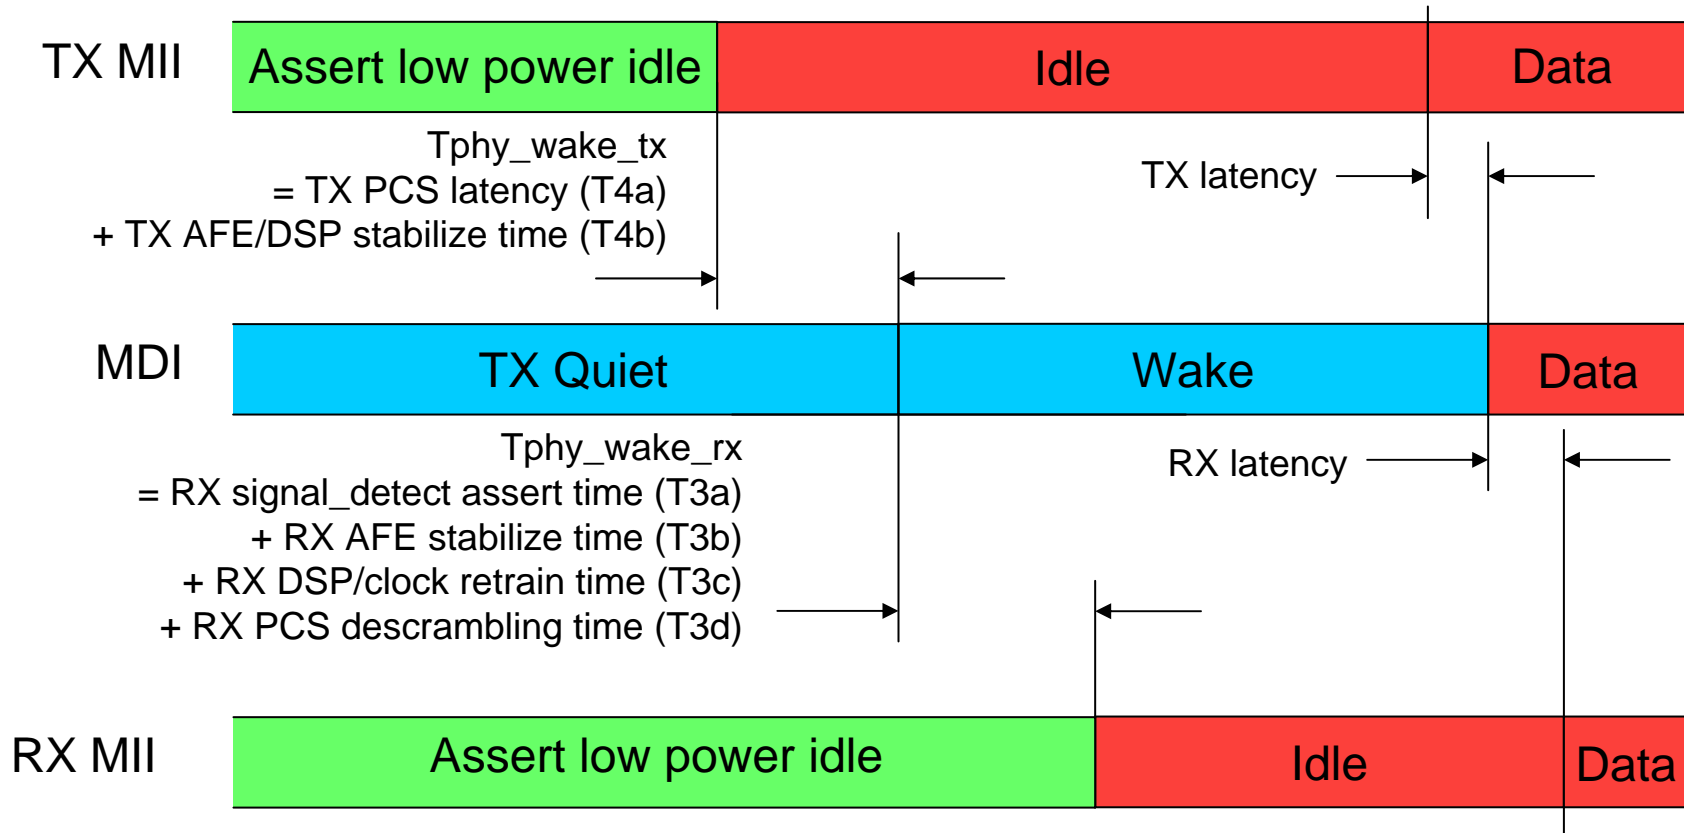 TX MII
Assert low power idle
Idle
Data
Tphy_wake_tx
= TX PCS latency (T4a)
+ TX AFE/DSP stabilize time (T4b)
TX latency
MDI
TX Quiet
Wake
Data
Tphy_wake_rx
= RX signal_detect assert time (T3a)
+ RX AFE stabilize time (T3b)
+ RX DSP/clock retrain time (T3c)
+ RX PCS descrambling time (T3d)
RX latency
RX MII
Assert low power idle
Idle
Data